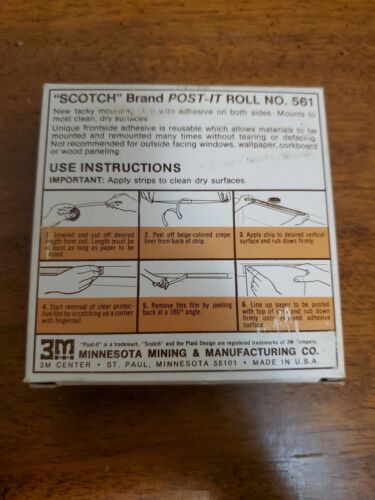 "SCOTCH" Brand POST-IT ROLL NO. 561
New tacky with adhesive on both sides. Mounts to
most clean, dry surfaces.
Unique frontside adhesive is reusable which allows materials to be
mounted and remounted many times without tearing or defacing.
Not recommended for outside facing windows, wallpaper, corkboard
or wood paneling.
USE INSTRUCTIONS
IMPORTANT: Apply strips to clean dry surfaces.
1. Unwind and cut off desired
length from roll. Length must be
at least as long as paper to be
posted.
2. Peel off beige-colored crepe
liner from back of strip.
3. Apply strip to desired vertical
surface and rub down firmly.
4. Start removal of clear protec-
tive film by scratching up a corner
with fingernail.
5. Remove this film by peeling
back at a 180° angle.
6. Line up paper to be posted
with top of and rub down
firmly onto adhesive
surface
3M
"Post-it" is a trademark, "Scotch" and the Plaid Design are registered trademarks of 3M Company.
MINNESOTA MINING & MANUFACTURING CO.
3M CENTER • ST. PAUL, MINNESOTA 55101 • MADE IN U.S.A.